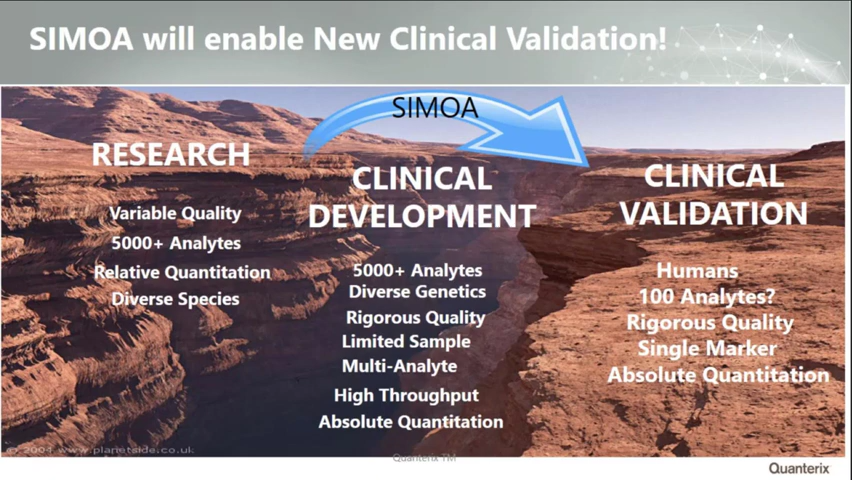 SIMOA will enable New Clinical Validation!
SIMOA
RESEARCH
Variable Quality
5000+ Analytes
Relative Quantitation
Diverse Species
CLINICAL
DEVELOPMENT
5000+ Analytes
Diverse Genetics
Rigorous Quality
Limited Sample
Multi-Analyte
High Throughput
Absolute Quantitation
CLINICAL
VALIDATION
Humans
100 Analytes?
Rigorous Quality
Single Marker
Absolute Quantitation
© 2004 www.planetside.co.uk
Quanterix TM
Quanterix